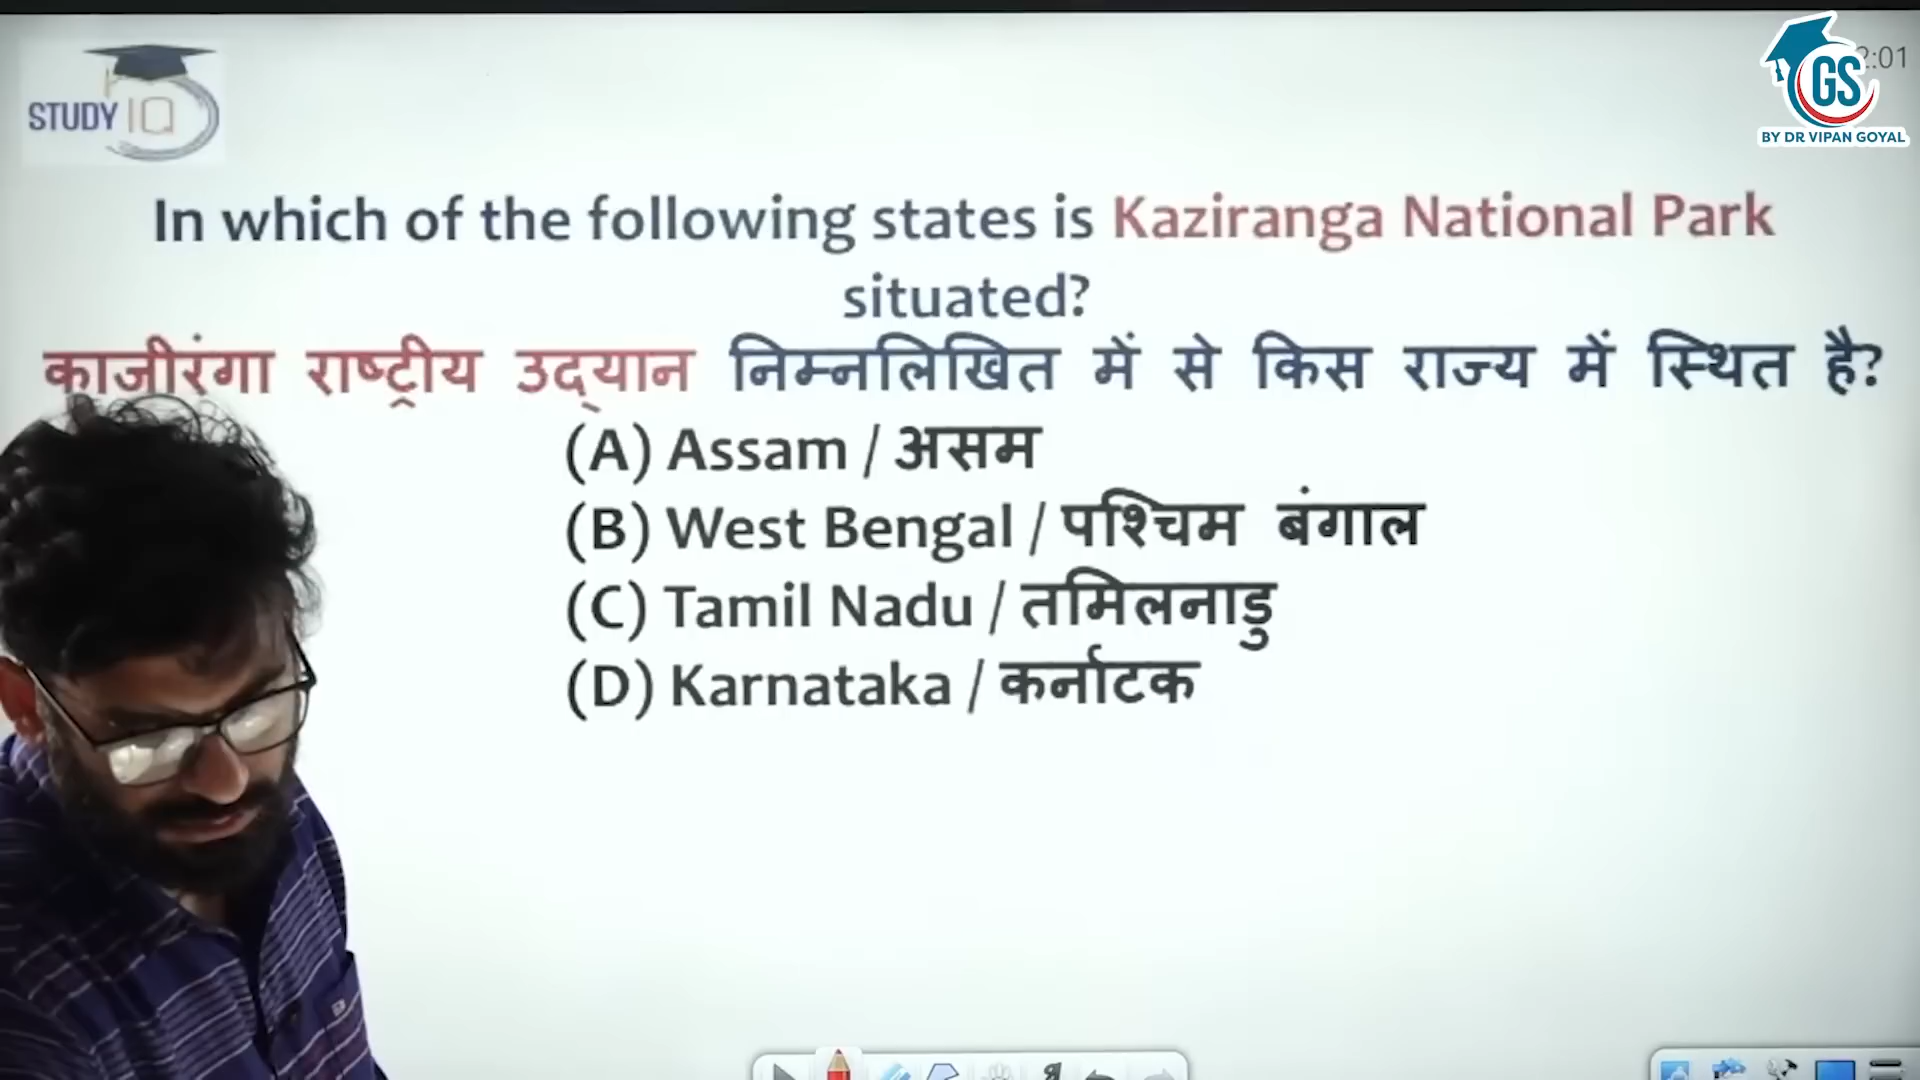 STUDY IQ
GS
:01
BY DR VIPAN GOYAL
In which of the following states is Kaziranga National Park
situated?
काजीरंगा राष्ट्रीय उद्यान निम्नलिखित में से किस राज्य में स्थित है?
(A) Assam / असम
(B) West Bengal / पश्चिम बंगाल
(C) Tamil Nadu / तमिलनाडु
(D) Karnataka / कर्नाटक